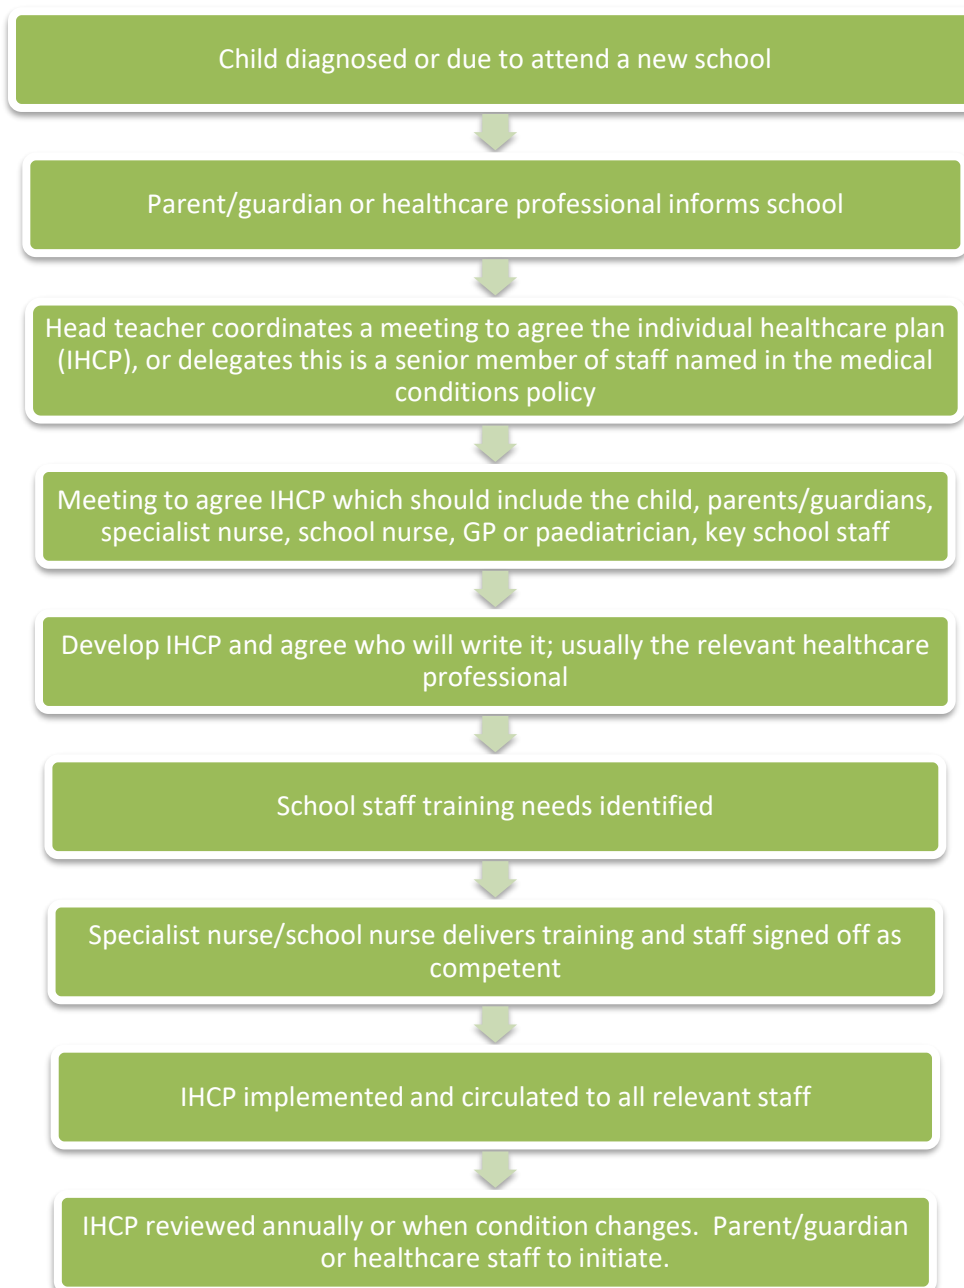 Child diagnosed or due to attend a new school
Parent/guardian or healthcare professional informs school
Head teacher coordinates a meeting to agree the individual healthcare plan
(IHCP), or delegates this is a senior member of staff named in the medical
conditions policy
Meeting to agree IHCP which should include the child, parents/guardians,
specialist nurse, school nurse, GP or paediatrician, key school staff
Develop IHCP and agree who will write it; usually the relevant healthcare
professional
School staff training needs identified
Specialist nurse/school nurse delivers training and staff signed off as
competent
IHCP implemented and circulated to all relevant staff
IHCP reviewed annually or when condition changes.  Parent/guardian
or healthcare staff to initiate.